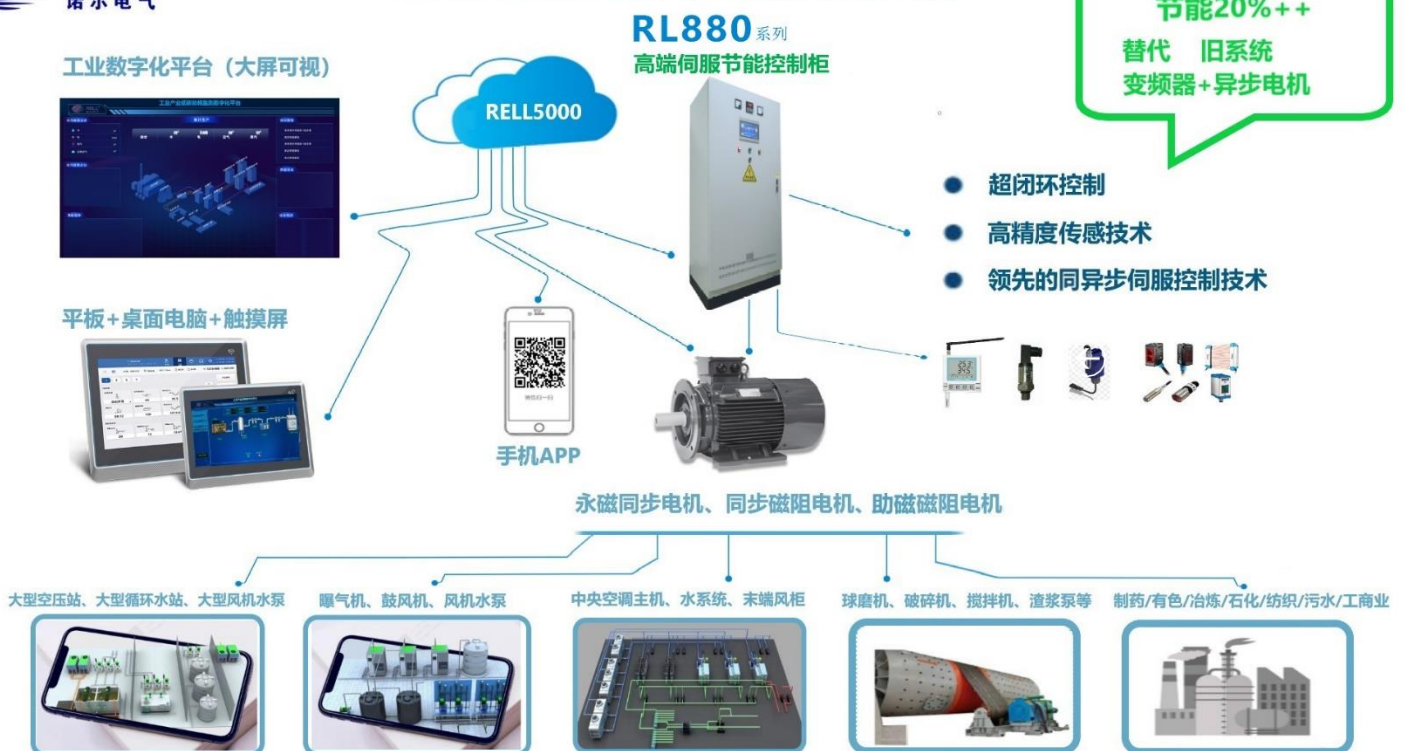 诺尔电气
节能20%++
替代 旧系统
变频器+异步电机
RL880系列
高端伺服节能控制柜
工业数字化平台（大屏可视）
RELL5000
超闭环控制
高精度传感技术
领先的同异步伺服控制技术
平板+桌面电脑+触摸屏
微信扫一扫
手机APP
永磁同步电机、同步磁阻电机、助磁磁阻电机
大型空压站、大型循环水站、大型风机水泵
曝气机、鼓风机、风机水泵
中央空调主机、水系统、末端风柜
球磨机、破碎机、搅拌机、渣浆泵等
制药/有色/冶炼/石化/纺织/污水/工商业